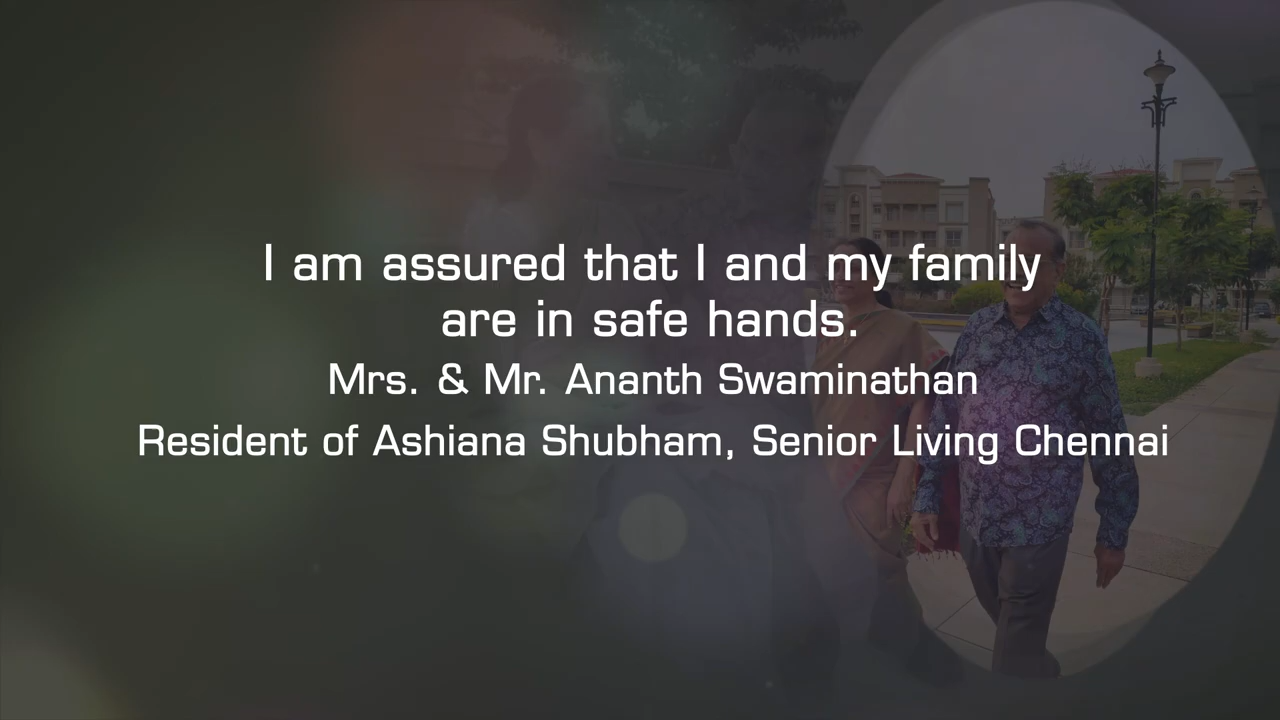 I am assured that I and my family
are in safe hands.
Mrs. & Mr. Ananth Swaminathan
Resident of Ashiana Shubham, Senior Living Chennai